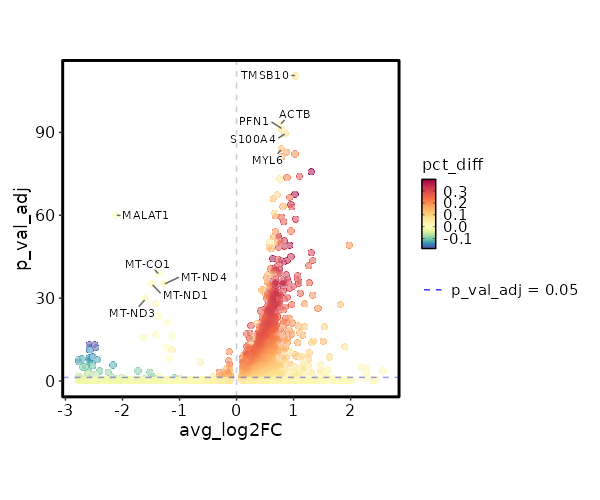 TMSB10
ACTB
PFN1
S100A4
MYL6
MALAT1
MT-CO1
MT-ND4
MT-ND1
MT-ND3
90
60
30
0
-3
-2
-1
0
1
2
avg_log2FC
p_val_adj
pct_diff
0.3
0.2
0.1
0.0
-0.1
p_val_adj = 0.05